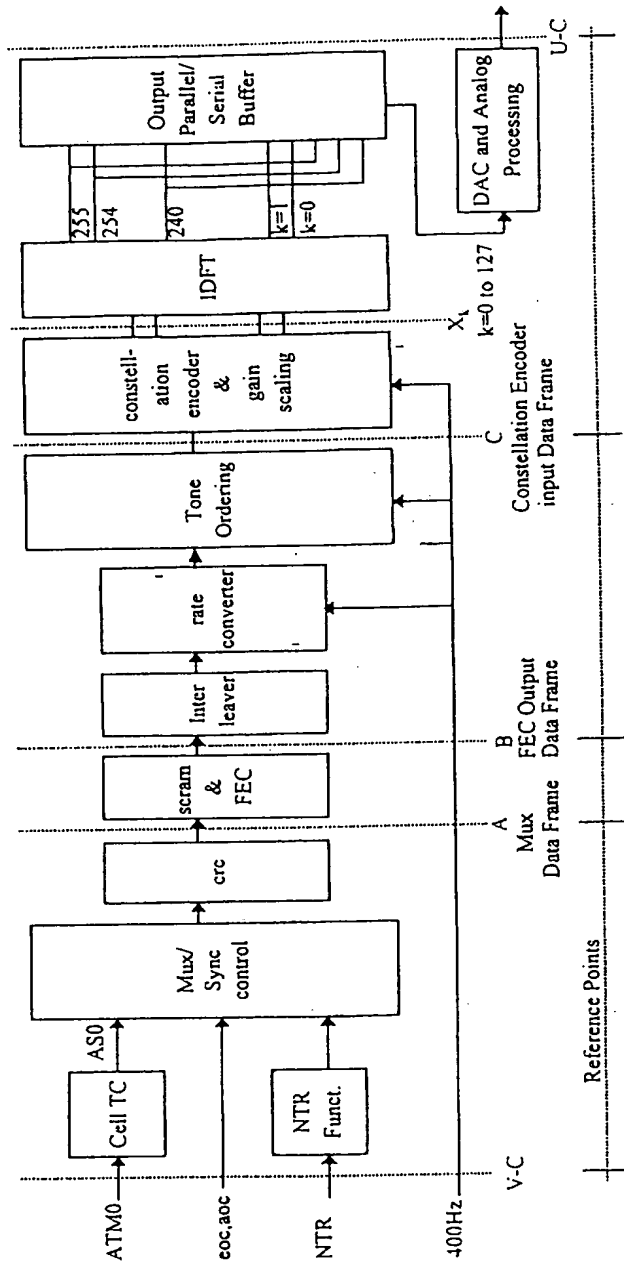 ATM0
eoc,aoc
NTR
400Hz
Cell TC
NTR
Funct.
AS0
Mux/
Sync
control
crc
scram
&
FEC
Inter
leaver
rate
converter
Tone
Ordering
constell-
ation
encoder
&
gain
scaling
IDFT
255
254
240
k=1
k=0
Output
Parallel/
Serial
Buffer
DAC and Analog
Processing
V-C
A
Mux
Data Frame
B
FEC Output
Data Frame
C
Constellation Encoder
input Data Frame
Xk
k=0 to 127
U-C
Reference Points